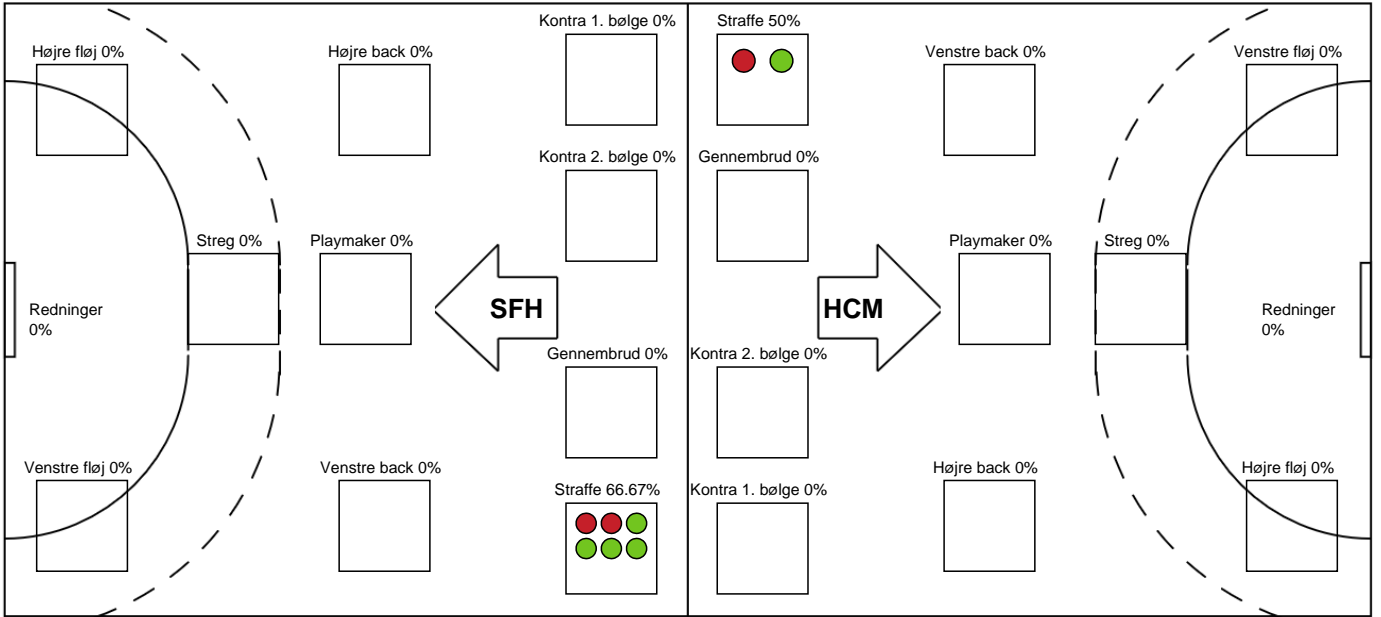 Kontra 1. bølge 0%
Straffe 50%
Højre fløj 0%
Højre back 0%
Venstre back 0%
Venstre fløj 0%
Kontra 2. bølge 0%
Gennembrud 0%
Streg 0%
Playmaker 0%
Playmaker 0%
Streg 0%
Redninger
0%
SFH
HCM
Redninger
0%
Gennembrud 0%
Kontra 2. bølge 0%
Venstre fløj 0%
Venstre back 0%
Højre back 0%
Højre fløj 0%
Straffe 66.67%
Kontra 1. bølge 0%